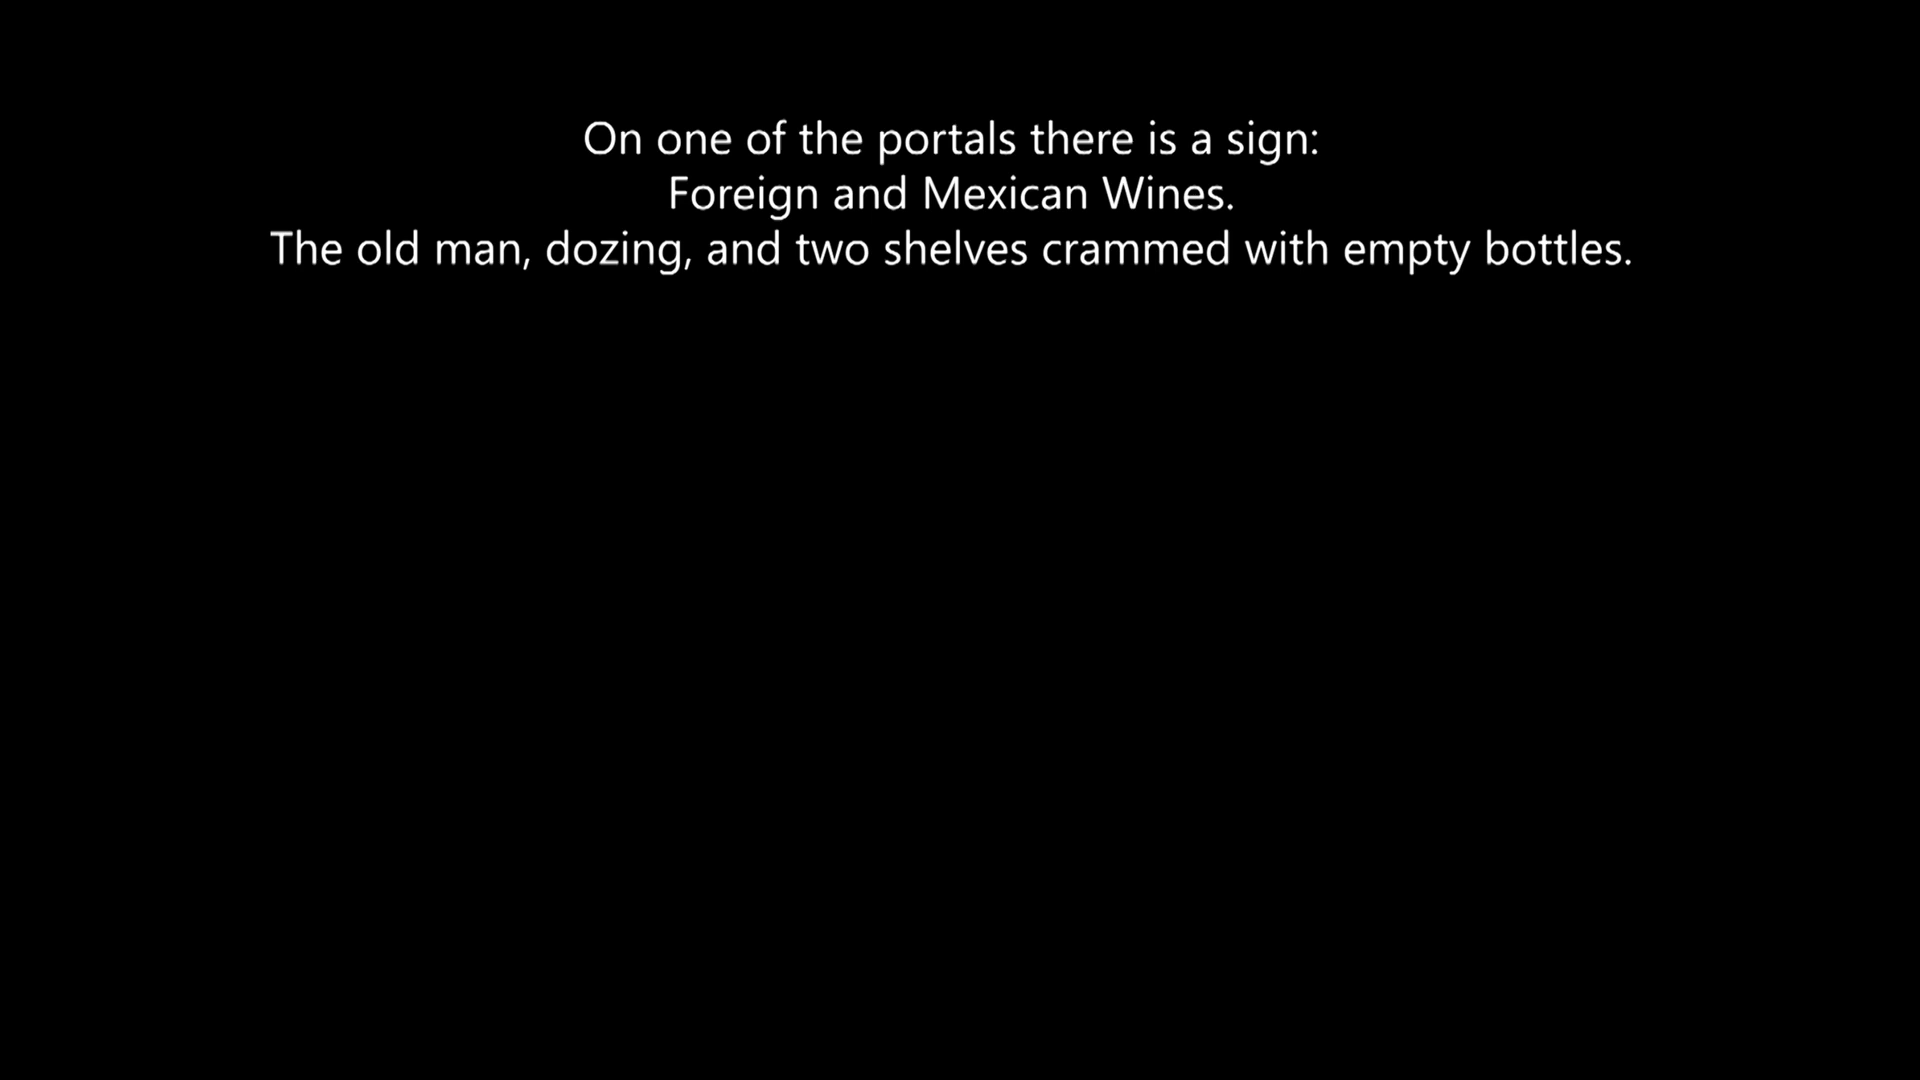 On one of the portals there is a sign:
Foreign and Mexican Wines.
The old man, dozing, and two shelves crammed with empty bottles.